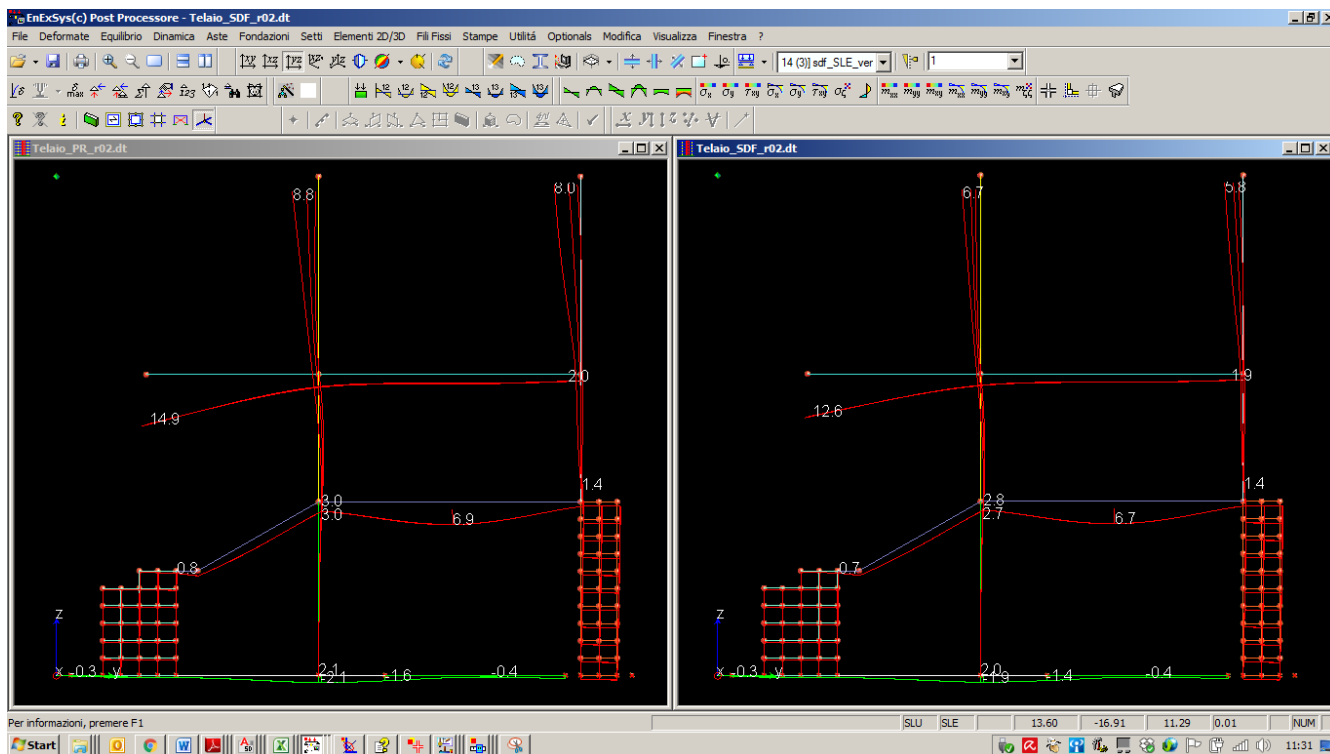 EnExSys(c) Post Processore - Telaio_SDF_r02.dt
File Deformate Equilibrio Dinamica Aste Fondazioni Setti Elementi 2D/3D Fili Fissi Stampe Utilità Optionals Modifica Visualizza Finestra ?
14 (3)] sdf_SLE_ver 1
Telaio_PR_r02.dt
8.8 8.0
2.0
14.9
1.4
3.0
3.0
6.9
0.8
z
x -0.3 y 2.1 -2.1 -1.6 -0.4
Telaio_SDF_r02.dt
6.7 5.8
1.9
12.6
1.4
2.8
2.7
6.7
0.7
z
x -0.3 y 2.0 -1.9 -1.4 -0.4
Per informazioni, premere F1 SLU SLE 13.60 -16.91 11.29 0.01 NUM
Start 11:31